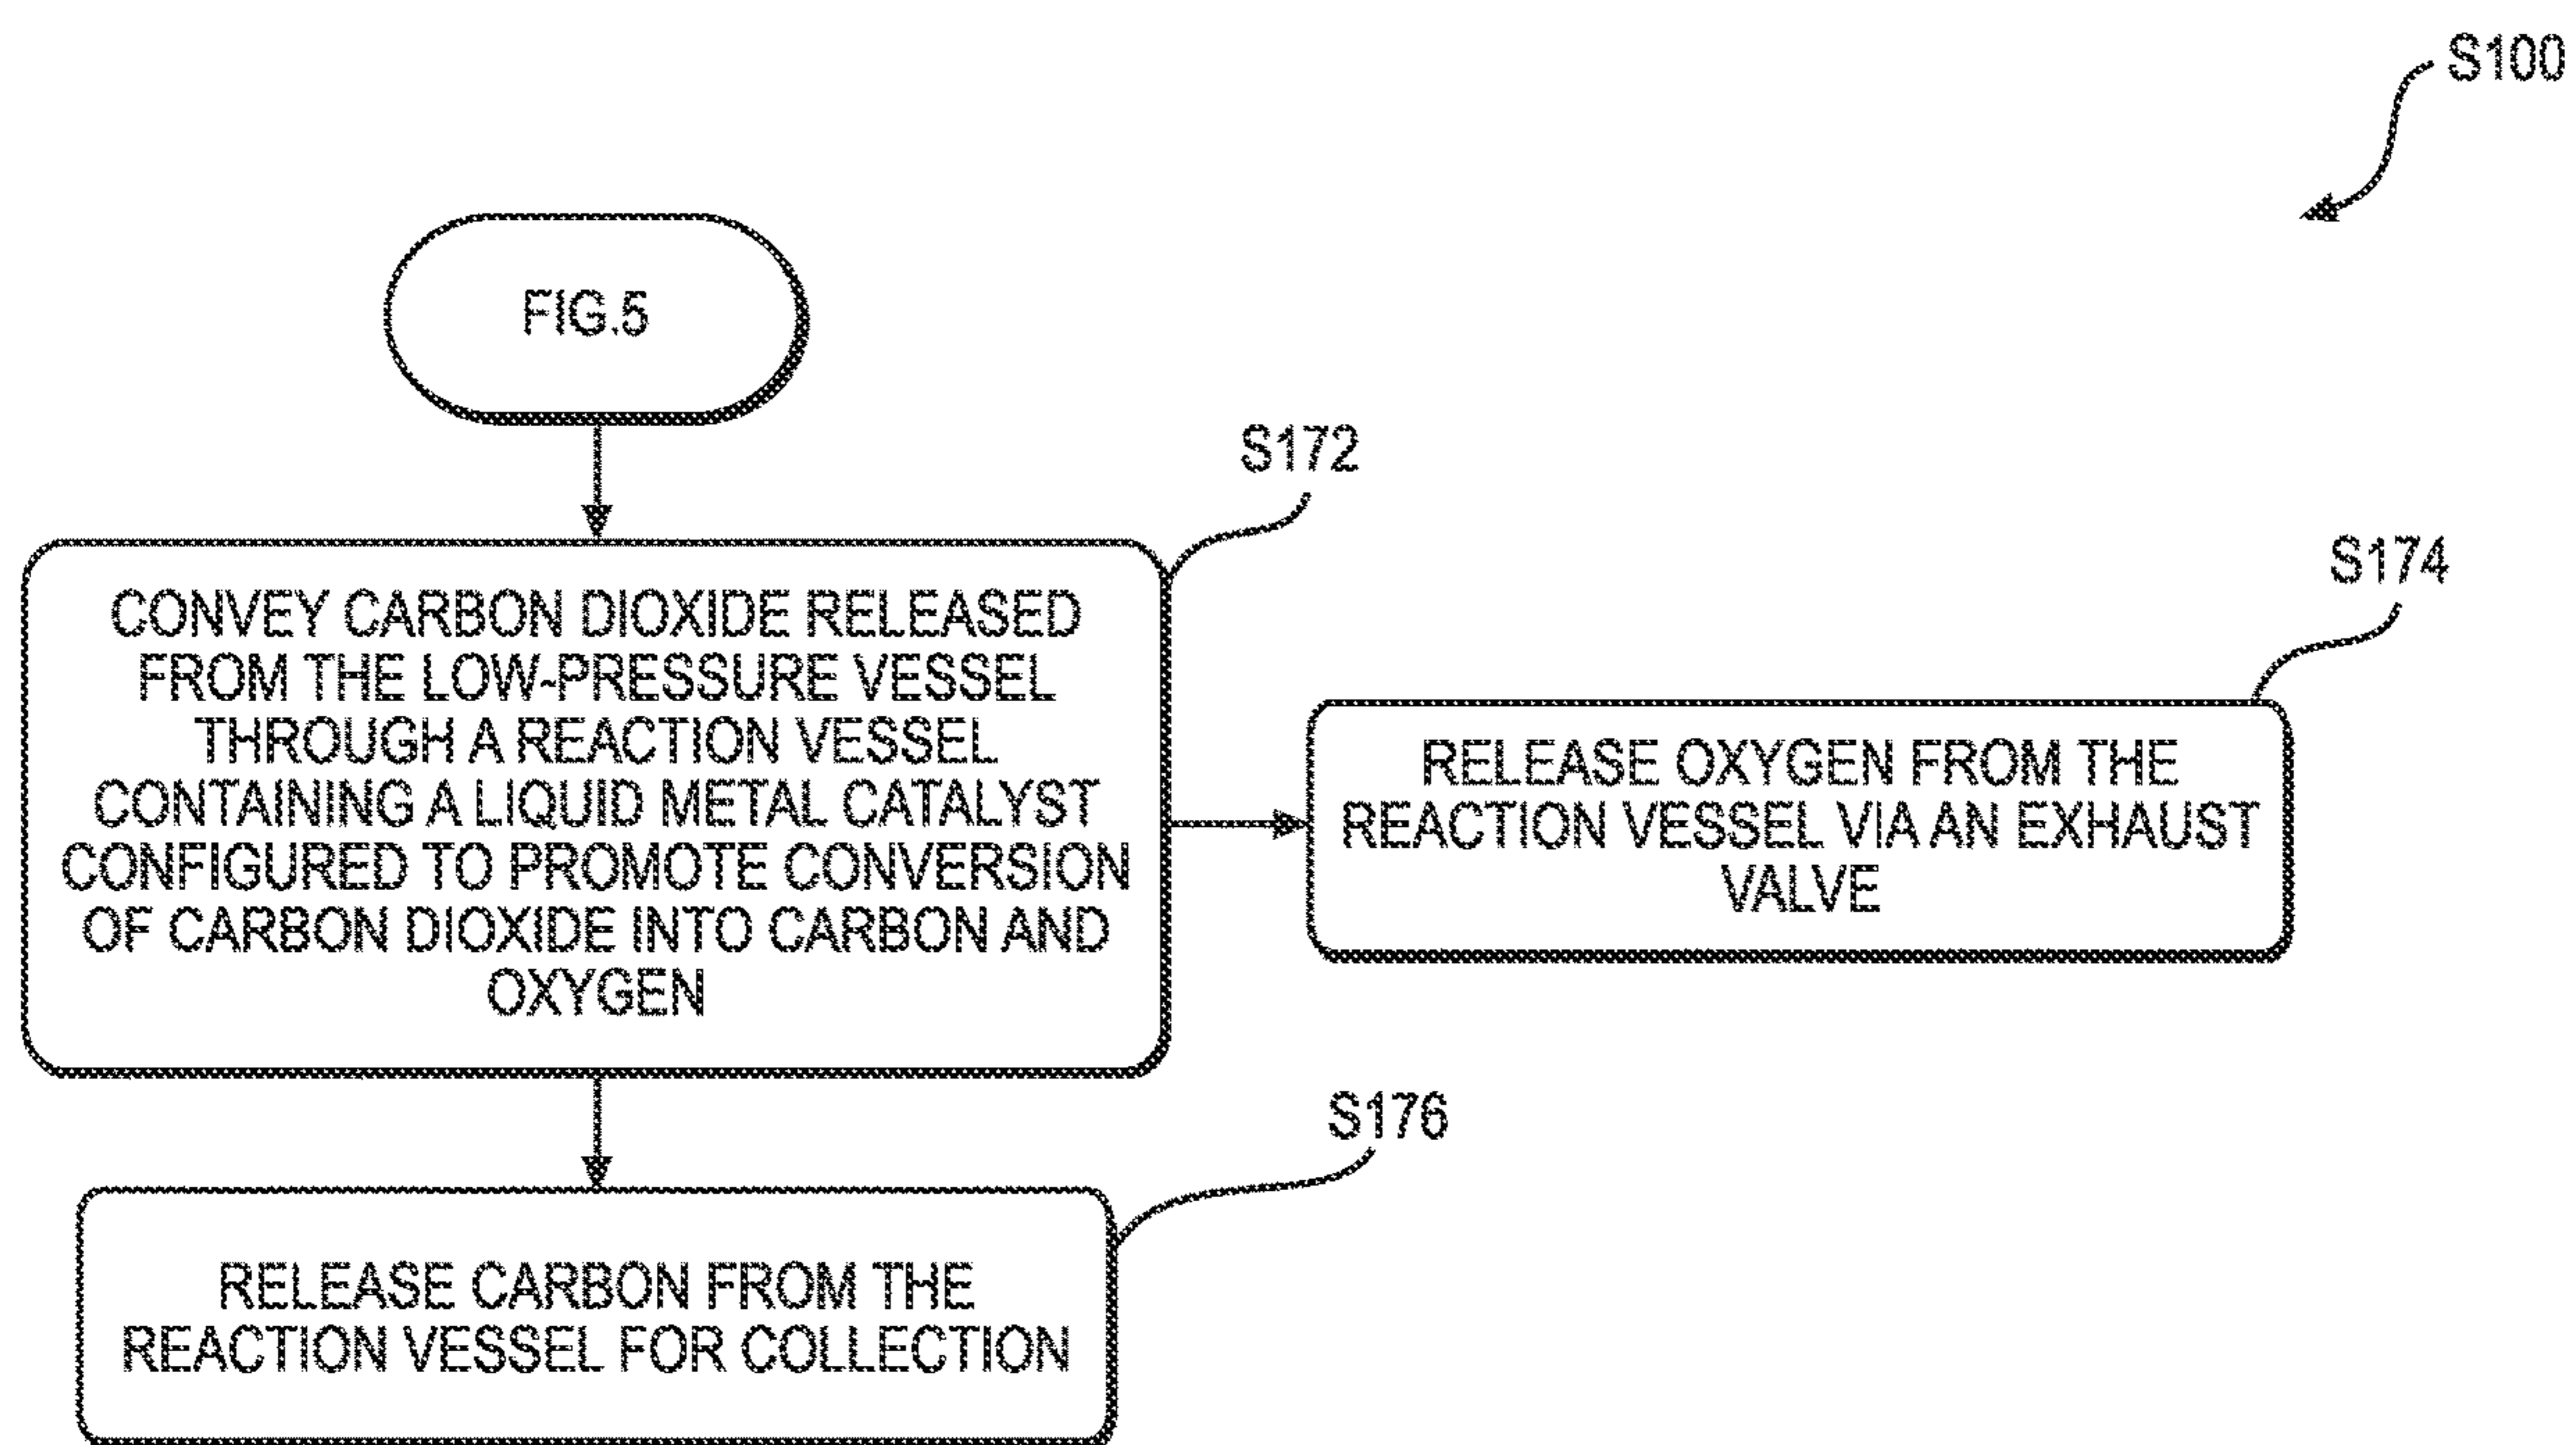 S100
FIG.5
S172
CONVEY CARBON DIOXIDE RELEASED
FROM THE LOW-PRESSURE VESSEL
THROUGH A REACTION VESSEL
CONTAINING A LIQUID METAL CATALYST
CONFIGURED TO PROMOTE CONVERSION
OF CARBON DIOXIDE INTO CARBON AND
OXYGEN
S174
RELEASE OXYGEN FROM THE
REACTION VESSEL VIA AN EXHAUST
VALVE
S176
RELEASE CARBON FROM THE
REACTION VESSEL FOR COLLECTION